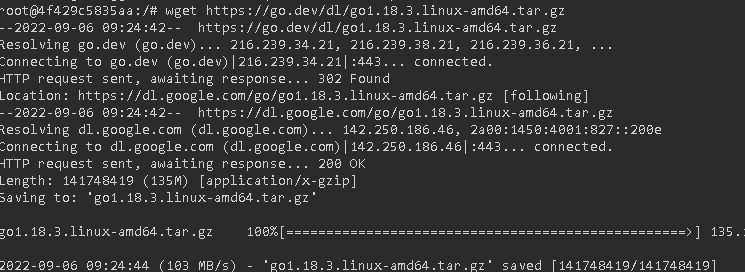 root@4f429c5835aa:/# wget https://go.dev/dl/go1.18.3.linux-amd64.tar.gz
--2022-09-06 09:24:42--  https://go.dev/dl/go1.18.3.linux-amd64.tar.gz
Resolving go.dev (go.dev)... 216.239.34.21, 216.239.38.21, 216.239.36.21, ...
Connecting to go.dev (go.dev)|216.239.34.21|:443... connected.
HTTP request sent, awaiting response... 302 Found
Location: https://dl.google.com/go/go1.18.3.linux-amd64.tar.gz [following]
--2022-09-06 09:24:42--  https://dl.google.com/go/go1.18.3.linux-amd64.tar.gz
Resolving dl.google.com (dl.google.com)... 142.250.186.46, 2a00:1450:4001:827::200e
Connecting to dl.google.com (dl.google.com)|142.250.186.46|:443... connected.
HTTP request sent, awaiting response... 200 OK
Length: 141748419 (135M) [application/x-gzip]
Saving to: 'go1.18.3.linux-amd64.tar.gz'
go1.18.3.linux-amd64.tar.gz    100%[==================================================>] 135.
2022-09-06 09:24:44 (103 MB/s) - 'go1.18.3.linux-amd64.tar.gz' saved [141748419/141748419]